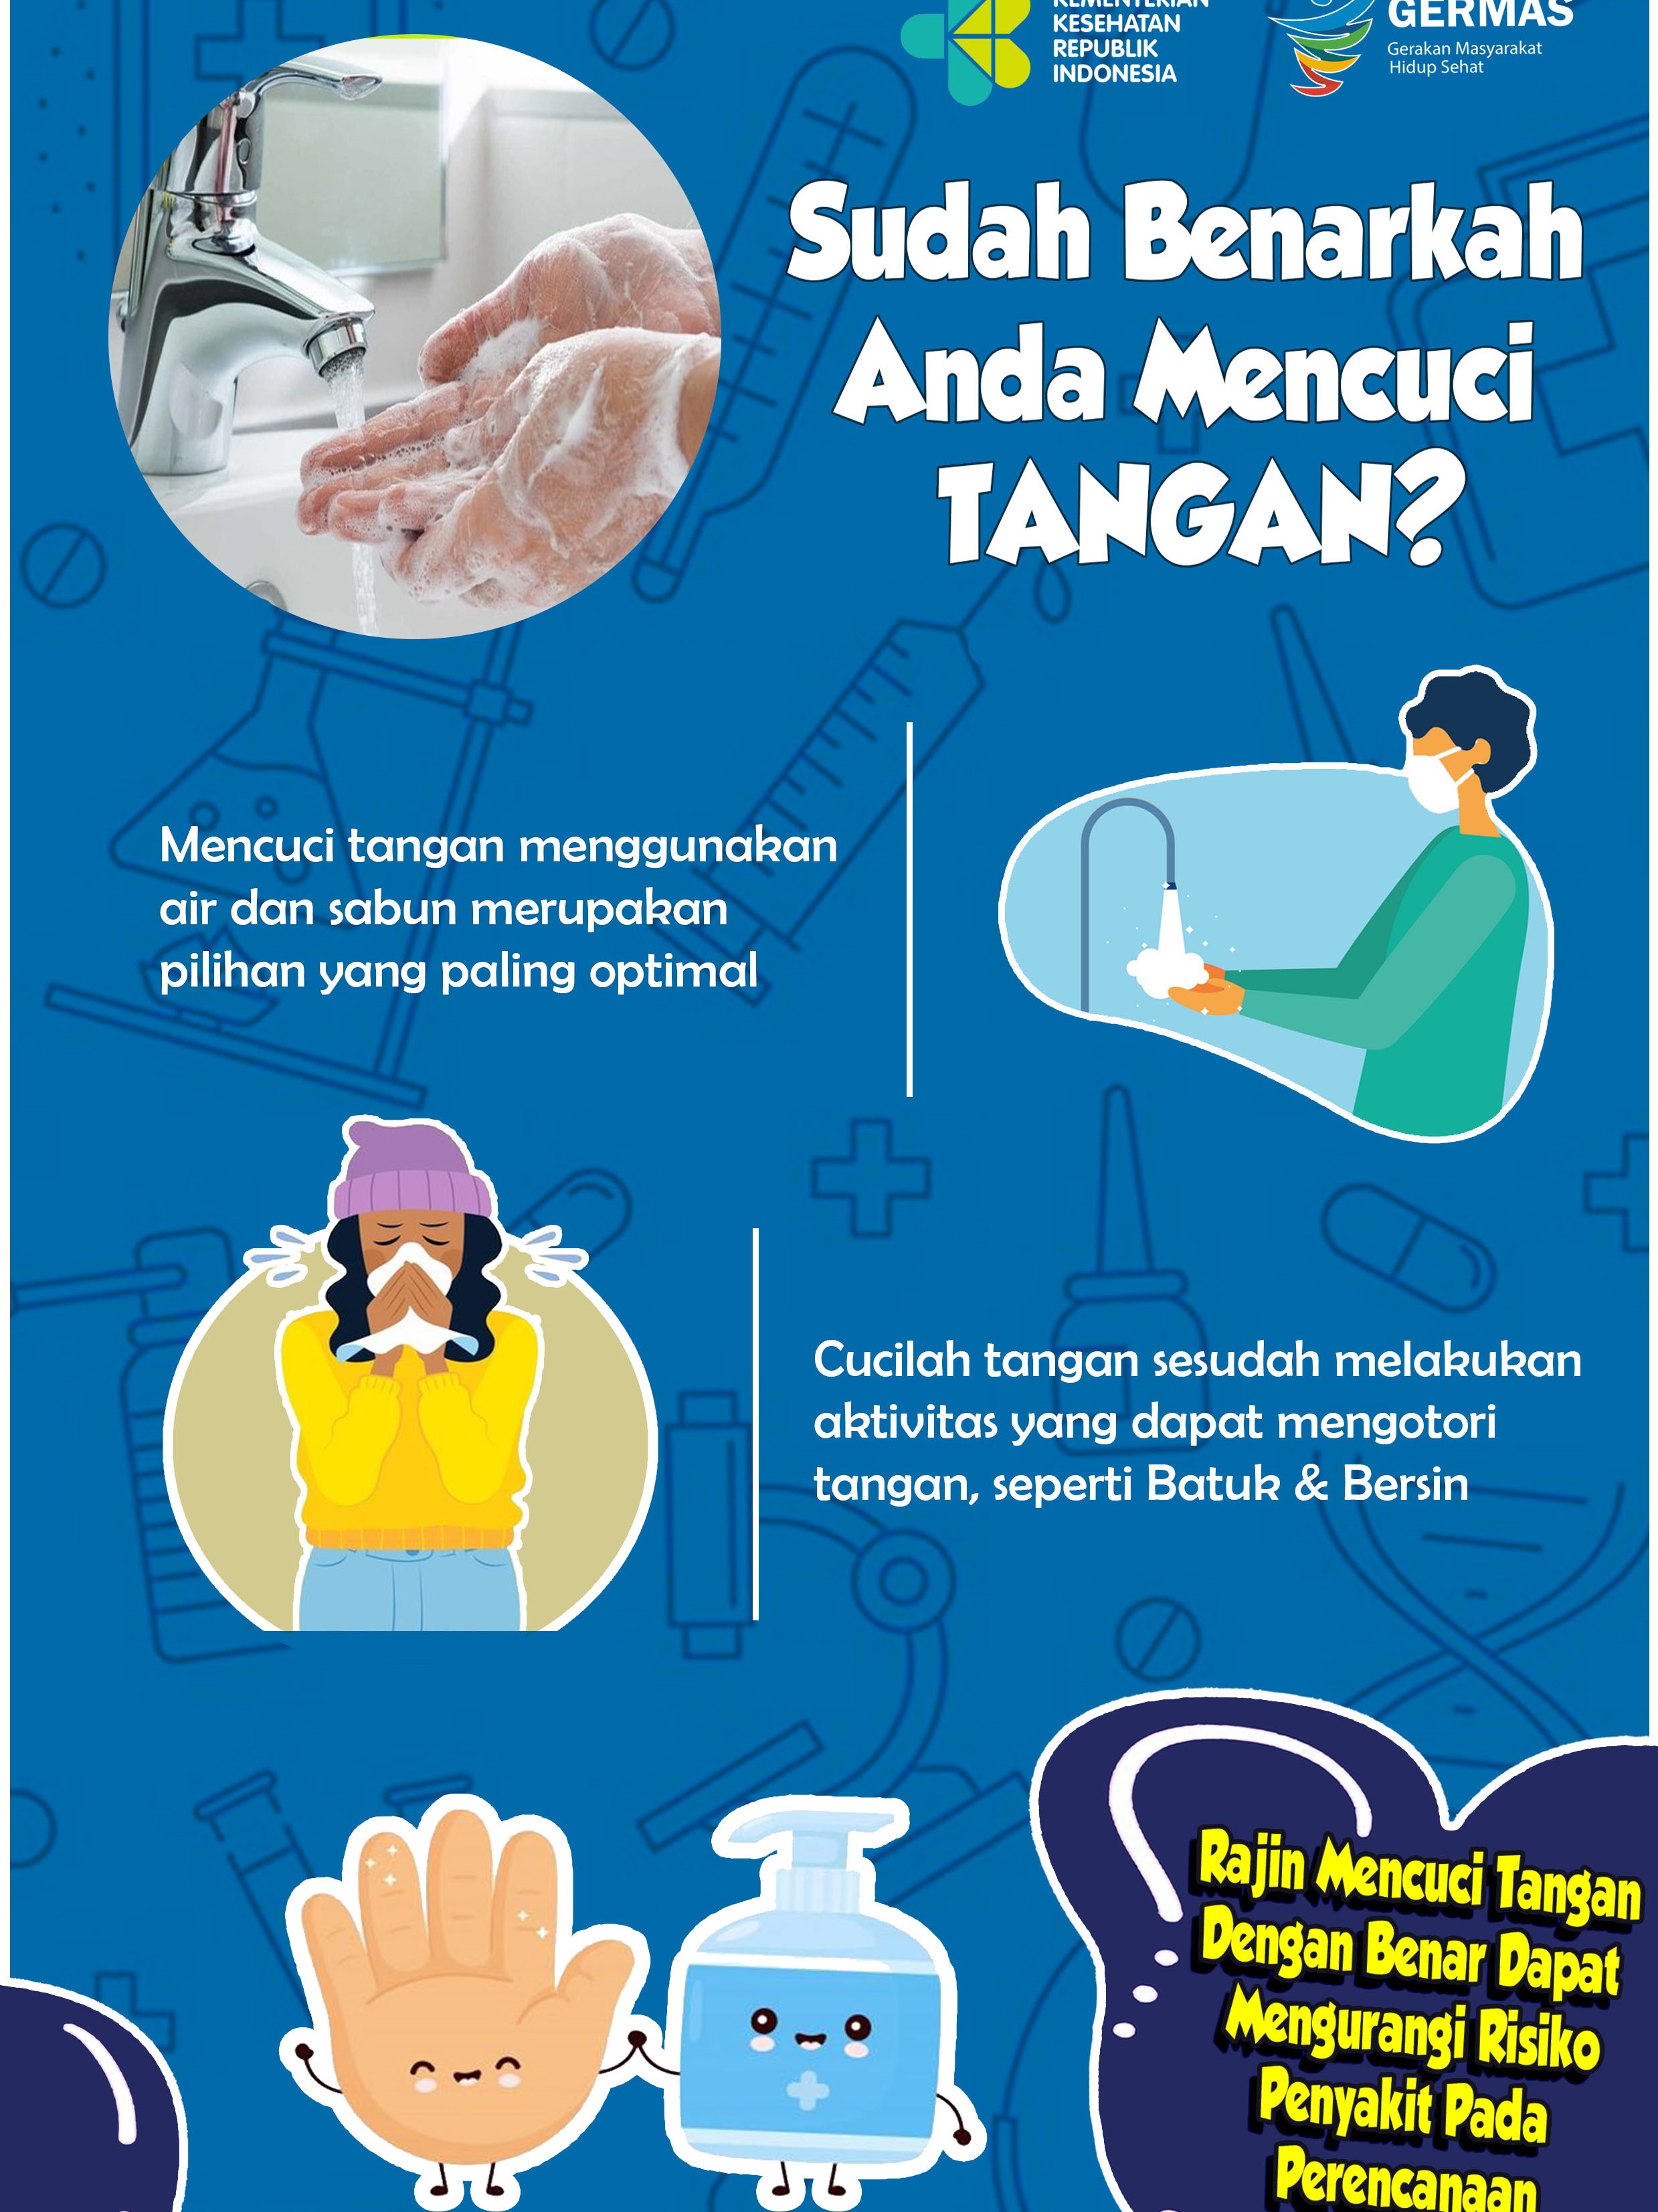 KEMENTERIAN
KESEHATAN
REPUBLIK
INDONESIA
GERMAS
Gerakan Masyarakat
Hidup Sehat
Sudah Benarkah
Anda Mencuci
TANGAN?
Mencuci tangan menggunakan
air dan sabun merupakan
pilihan yang paling optimal
Cucilah tangan sesudah melakukan
aktivitas yang dapat mengotori
tangan, seperti Batuk & Bersin
Rajin Mencuci Tangan
Dengan Benar Dapat
Mengurangi Risiko
Penyakit Pada
Perencanaan